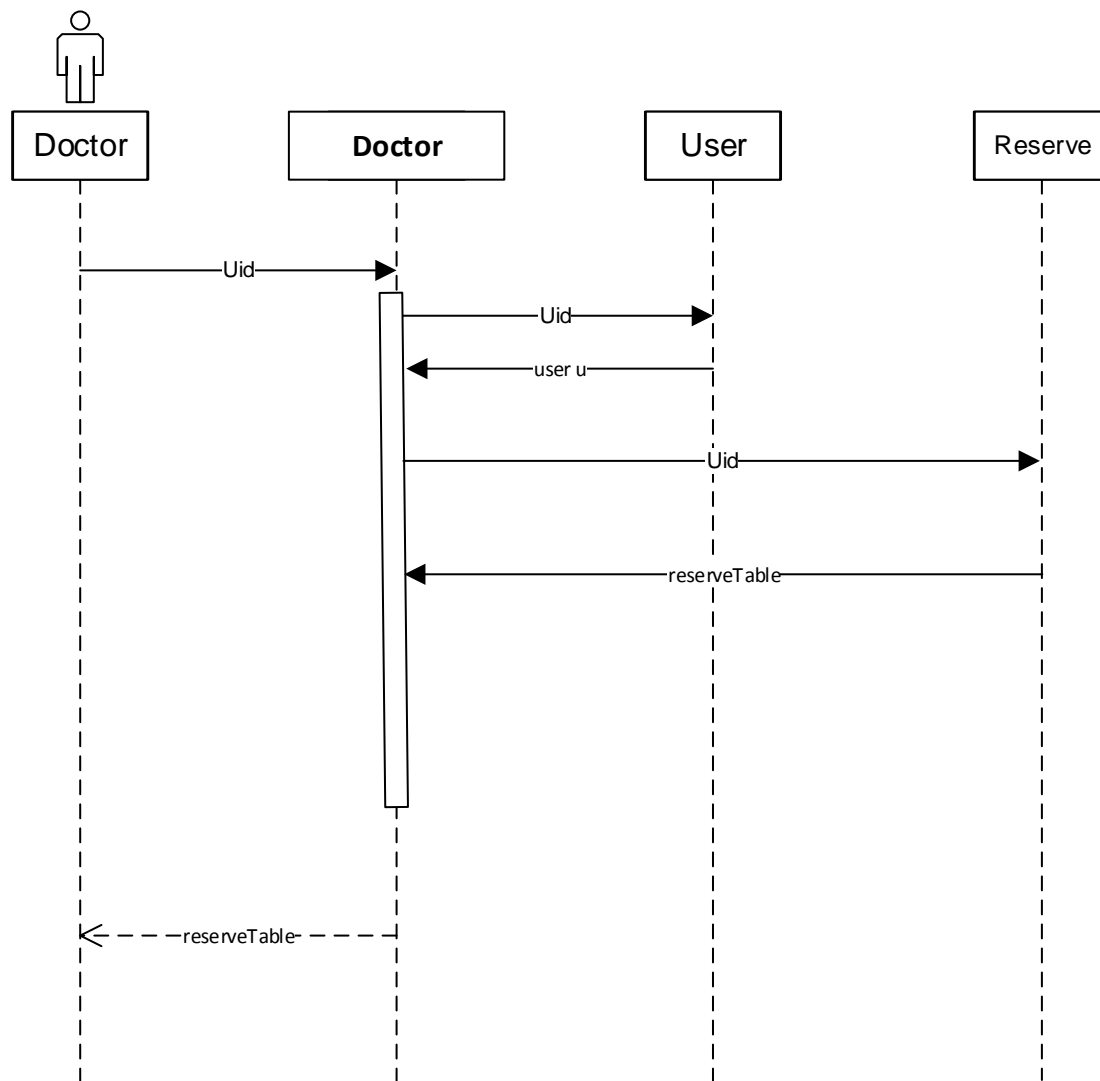 Doctor
Doctor
User
Reserve
Uid
Uid
user u
Uid
reserveTable
reserveTable